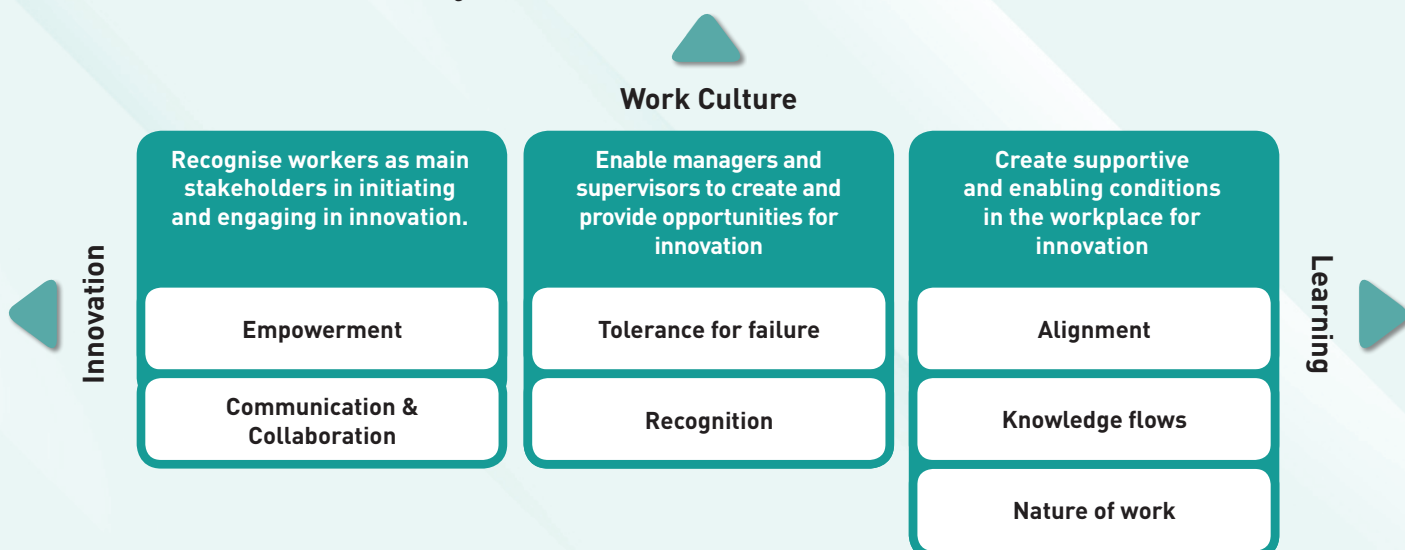 Work Culture
Innovation
Recognise workers as main
stakeholders in initiating
and engaging in innovation.
Empowerment
Communication &
Collaboration
Enable managers and
supervisors to create and
provide opportunities for
innovation
Tolerance for failure
Recognition
Create supportive
and enabling conditions
in the workplace for
innovation
Alignment
Knowledge flows
Nature of work
Learning